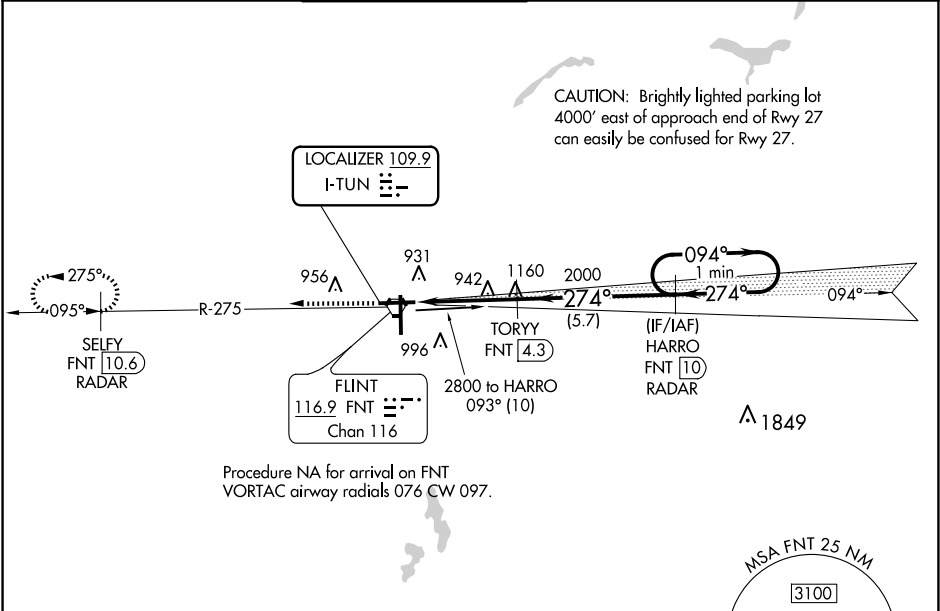 CAUTION: Brightly lighted parking lot
4000' east of approach end of Rwy 27
can easily be confused for Rwy 27.
LOCALIZER 109.9
I-TUN
275°
095°
SELFY
FNT 10.6
RADAR
R-275
956
931
942
1160
2000
274°
(5.7)
TORYY
FNT 4.3
996
2800 to HARRO
093° (10)
094°
1 min
274°
094°
(IF/IAF)
HARRO
FNT 10
RADAR
1849
FLINT
116.9 FNT
Chan 116
Procedure NA for arrival on FNT
VORTAC airway radials 076 CW 097.
MSA FNT 25 NM
3100